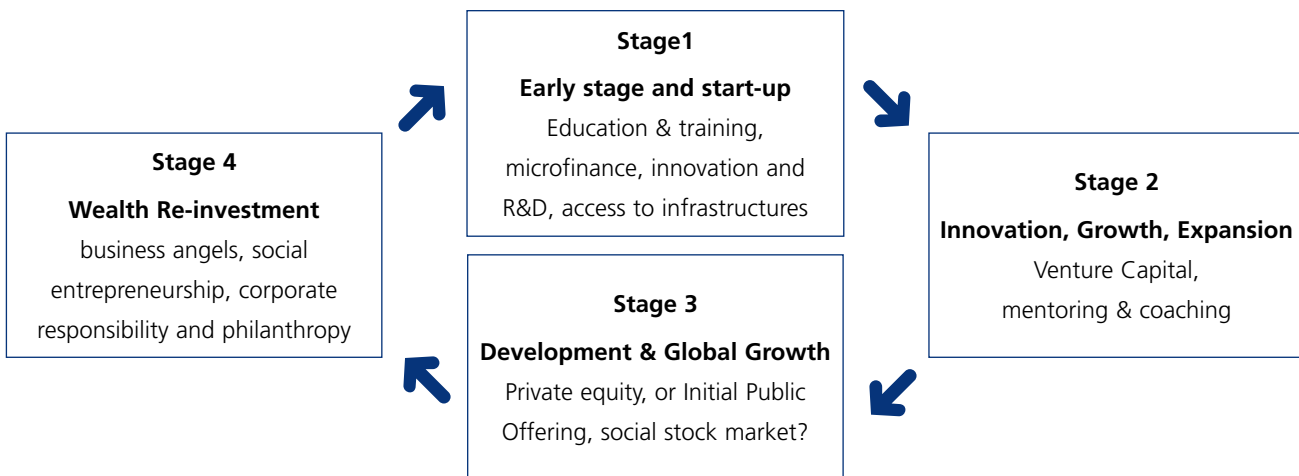 Stage1
Early stage and start-up
Education & training,
microfinance, innovation and
R&D, access to infrastructures
Stage 2
Innovation, Growth, Expansion
Venture Capital,
mentoring & coaching
Stage 3
Development & Global Growth
Private equity, or Initial Public
Offering, social stock market?
Stage 4
Wealth Re-investment
business angels, social
entrepreneurship, corporate
responsibility and philanthropy